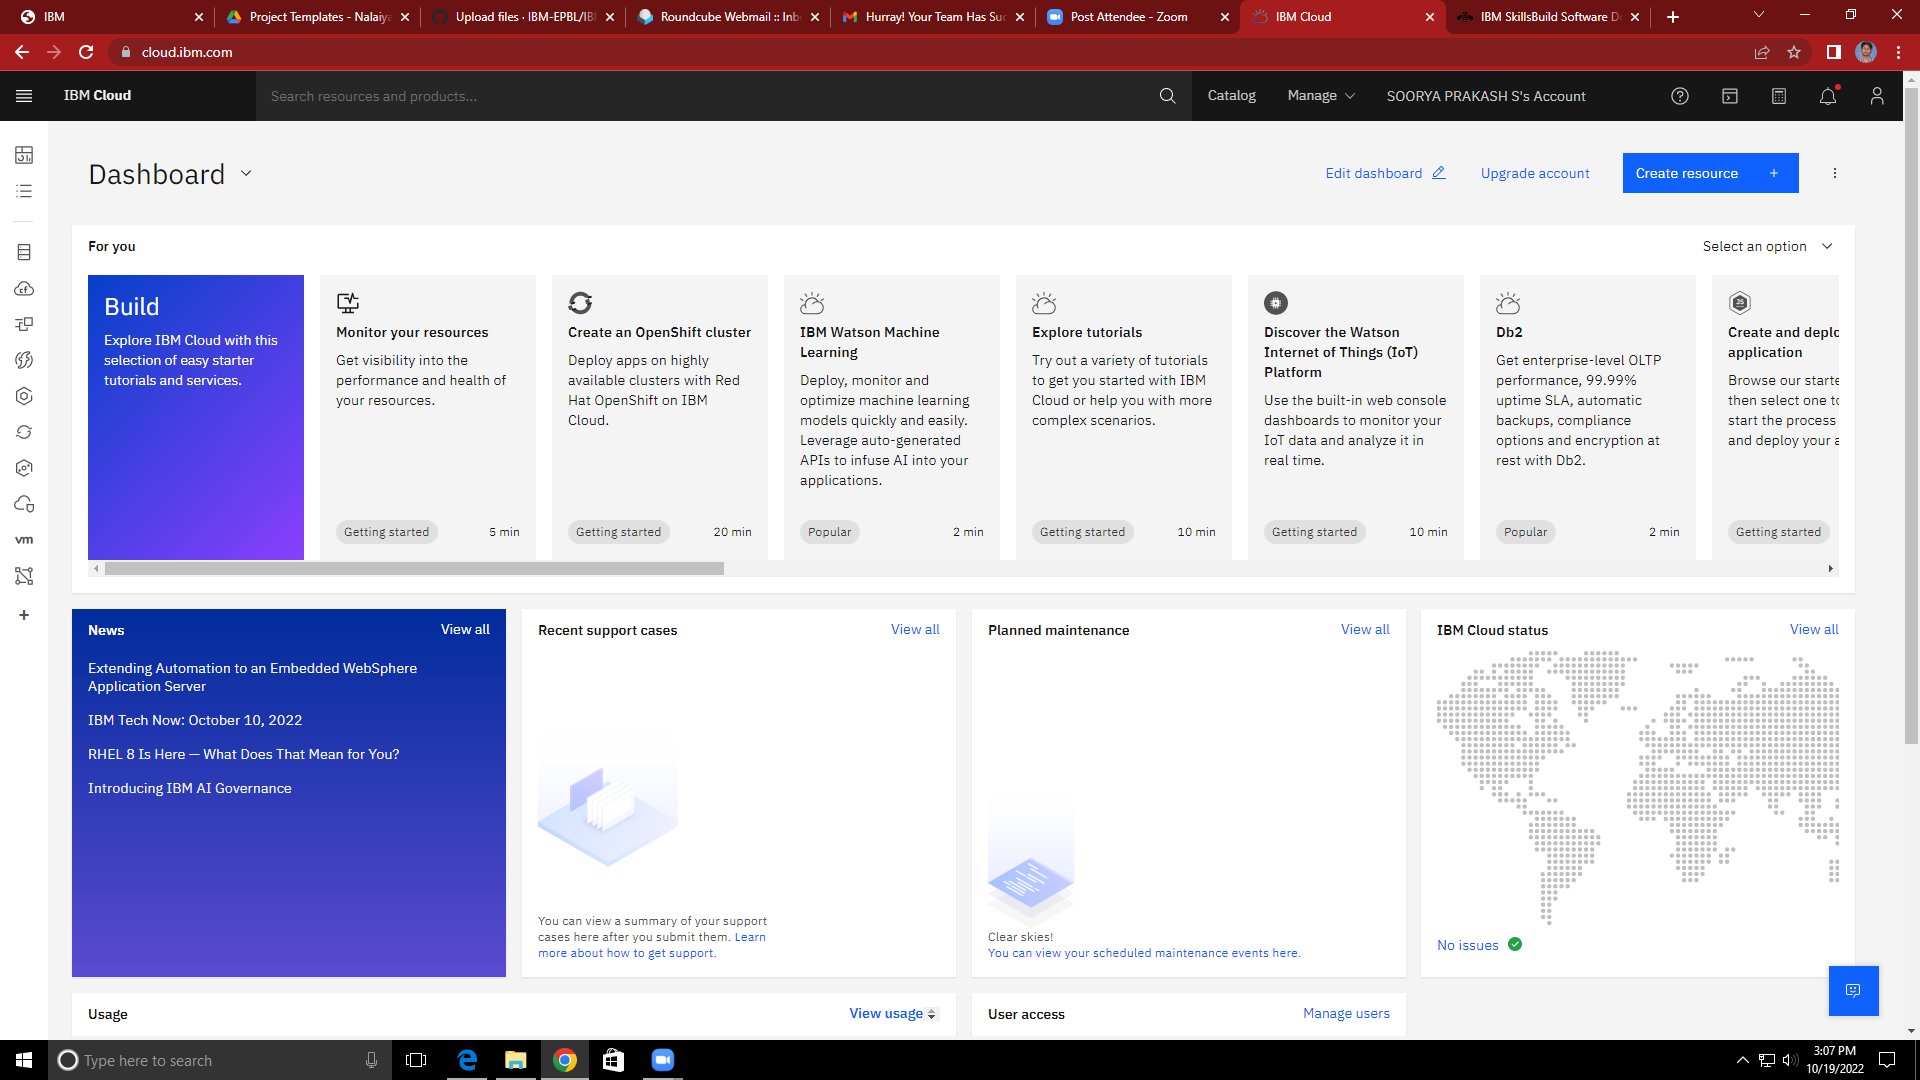 IBM
Project Templates - Nalaiya
Upload files · IBM-EPBL/IB
Roundcube Webmail :: Inb
Hurray! Your Team Has Su
Post Attendee - Zoom
IBM Cloud
IBM SkillsBuild Software D
cloud.ibm.com
IBM Cloud
Search resources and products...
Catalog
Manage
SOORYA PRAKASH S's Account
Dashboard
Edit dashboard
Upgrade account
Create resource +
For you
Select an option
Build
Explore IBM Cloud with this
selection of easy starter
tutorials and services.
Monitor your resources
Get visibility into the
performance and health of
your resources.
Getting started
5 min
Create an OpenShift cluster
Deploy apps on highly
available clusters with Red
Hat OpenShift on IBM
Cloud.
Getting started
20 min
IBM Watson Machine
Learning
Deploy, monitor and
optimize machine learning
models quickly and easily.
Leverage auto-generated
APIs to infuse AI into your
applications.
Popular
2 min
Explore tutorials
Try out a variety of tutorials
to get you started with IBM
Cloud or help you with more
complex scenarios.
Getting started
10 min
Discover the Watson
Internet of Things (IoT)
Platform
Use the built-in web console
dashboards to monitor your
IoT data and analyze it in
real time.
Getting started
10 min
Db2
Get enterprise-level OLTP
performance, 99.99%
uptime SLA, automatic
backups, compliance
options and encryption at
rest with Db2.
Popular
2 min
JS
Create and deplo
application
Browse our starte
then select one to
start the process
and deploy your a
Getting started
cf
vm
News
View all
Extending Automation to an Embedded WebSphere
Application Server
IBM Tech Now: October 10, 2022
RHEL 8 Is Here — What Does That Mean for You?
Introducing IBM AI Governance
Recent support cases
View all
You can view a summary of your support
cases here after you submit them. Learn
more about how to get support.
Planned maintenance
View all
Clear skies!
You can view your scheduled maintenance events here.
IBM Cloud status
View all
No issues
Usage
View usage
User access
Manage users
Type here to search
3:07 PM
10/19/2022